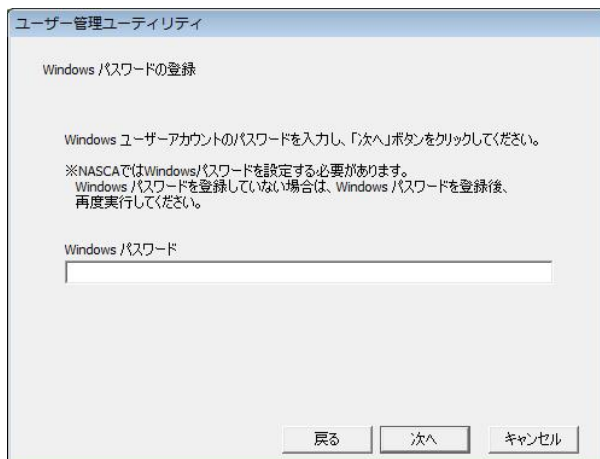 ユーザー管理ユーティリティ
Windows パスワードの登録
Windows ユーザーアカウントのパスワードを入力し、「次へ」ボタンをクリックしてください。
※NASCAではWindowsパスワードを設定する必要があります。
Windows パスワードを登録していない場合は、Windows パスワードを登録後、
再度実行してください。
Windows パスワード
戻る 次へ キャンセル